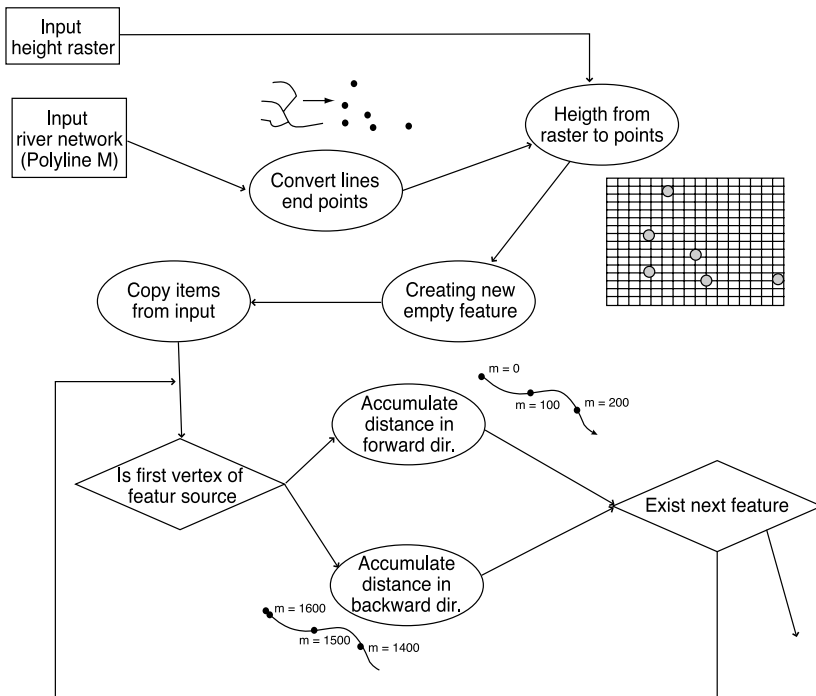 Input
height raster
Input
river network
(Polyline M)
Heigth from
raster to points
Convert lines
end points
Copy items
from input
Creating new
empty feature
m = 0
m = 100
m = 200
Accumulate
distance in
forward dir.
Is first vertex of
featur source
Exist next feature
Accumulate
distance in
backward dir.
m = 1600
m = 1500
m = 1400